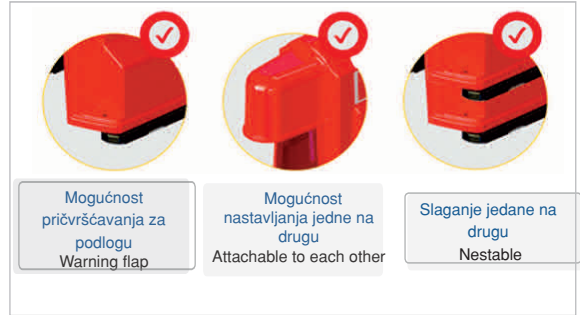 Mogućnost
pričvršćavanja za
podlogu
Warning flap
Mogućnost
nastavljanja jedne na
drugu
Attachable to each other
Slaganje jedane na
drugu
Nestable